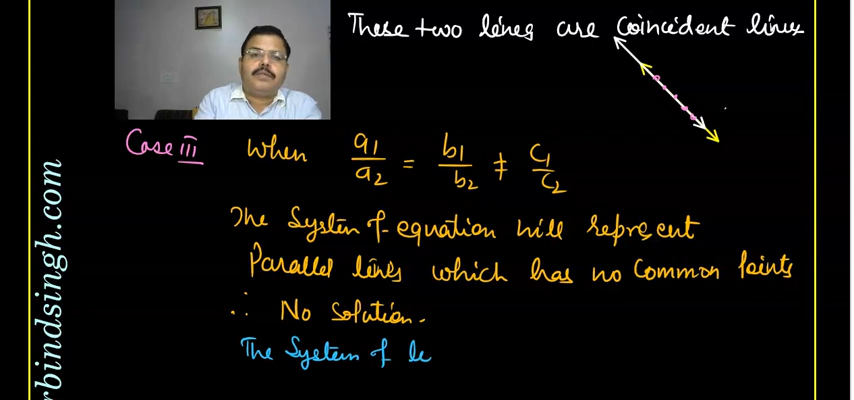 These two lines are Coincident lines
Case III When a1/a2 = b1/b2 ≠ c1/c2
The System of equation will represent
Parallel lines which has no Common Points
∴ No Solution.
The System of le
rbindsingh.com